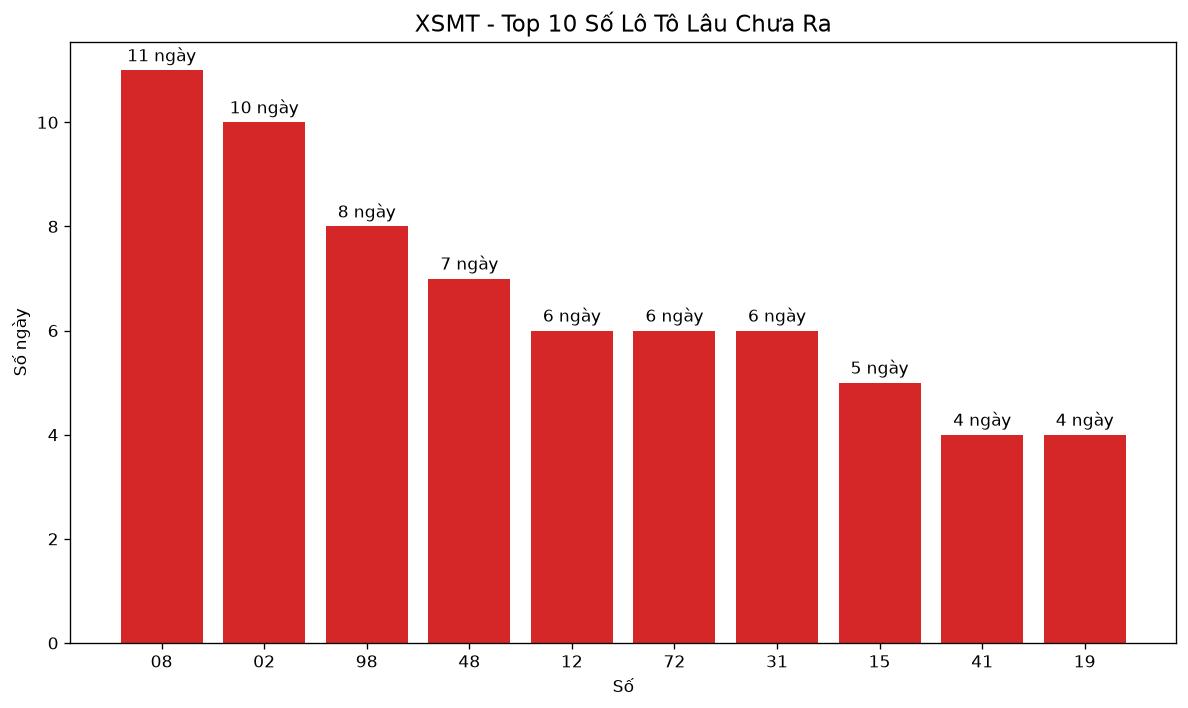 XSMT - Top 10 Số Lô Tô Lâu Chưa Ra
11 ngày
10 ngày
8 ngày
7 ngày
6 ngày
6 ngày
6 ngày
5 ngày
4 ngày
4 ngày
Số ngày
10
8
6
4
2
0
08 02 98 48 12 72 31 15 41 19
Số